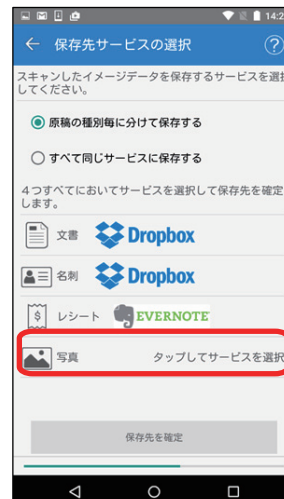 14:2
保存先サービスの選択
スキャンしたイメージデータを保存するサービスを選択
してください。
原稿の種別毎に分けて保存する
すべて同じサービスに保存する
4つすべてにおいてサービスを選択して保存先を確定
します。
文書 Dropbox
名刺 Dropbox
レシート EVERNOTE
写真 タップしてサービスを選択
保存先を確定